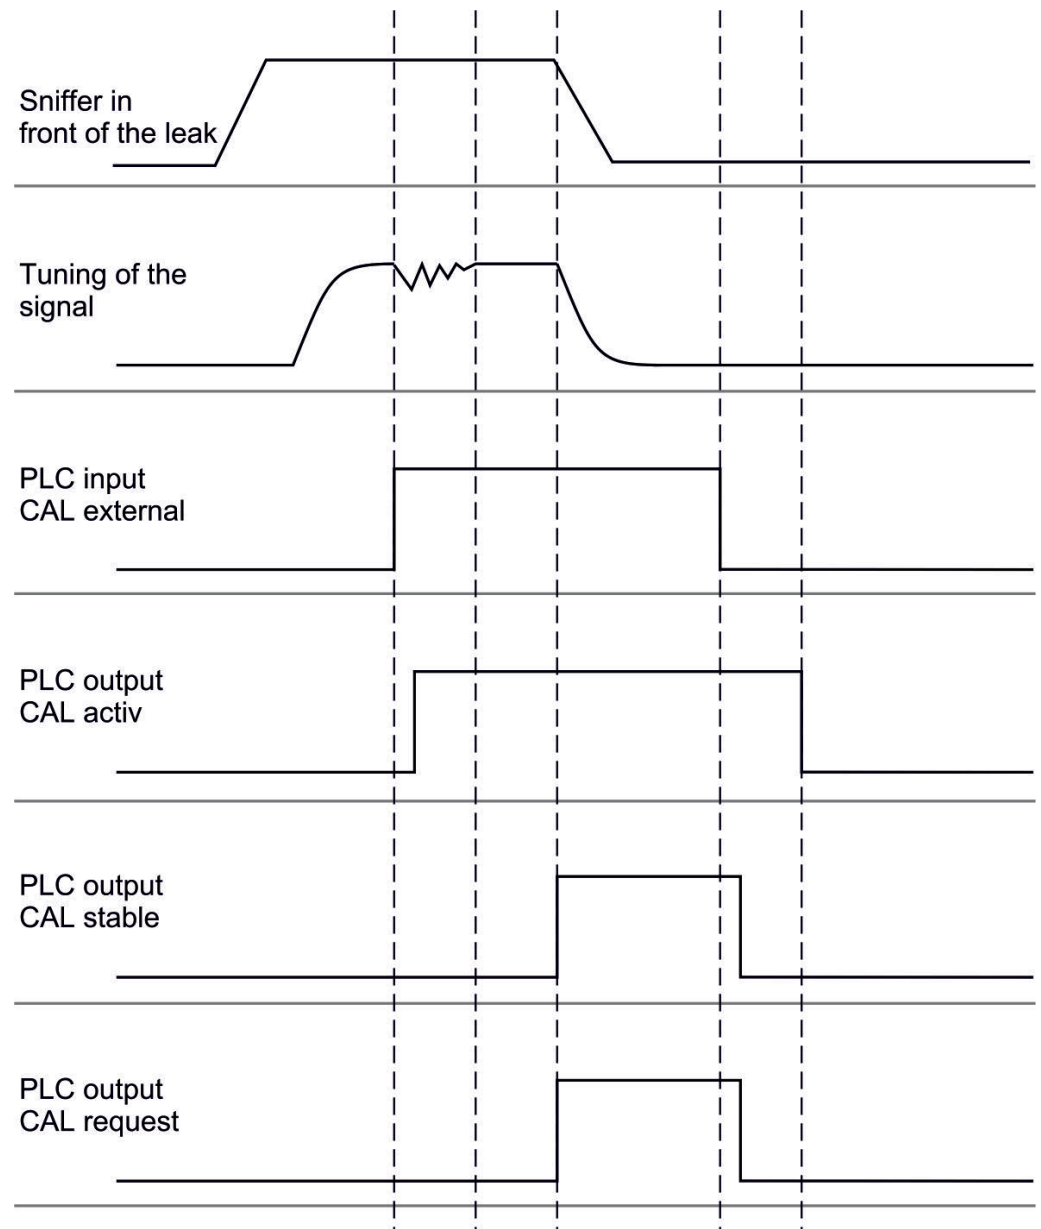 Sniffer in
front of the leak
Tuning of the
signal
PLC input
CAL external
PLC output
CAL activ
PLC output
CAL stable
PLC output
CAL request